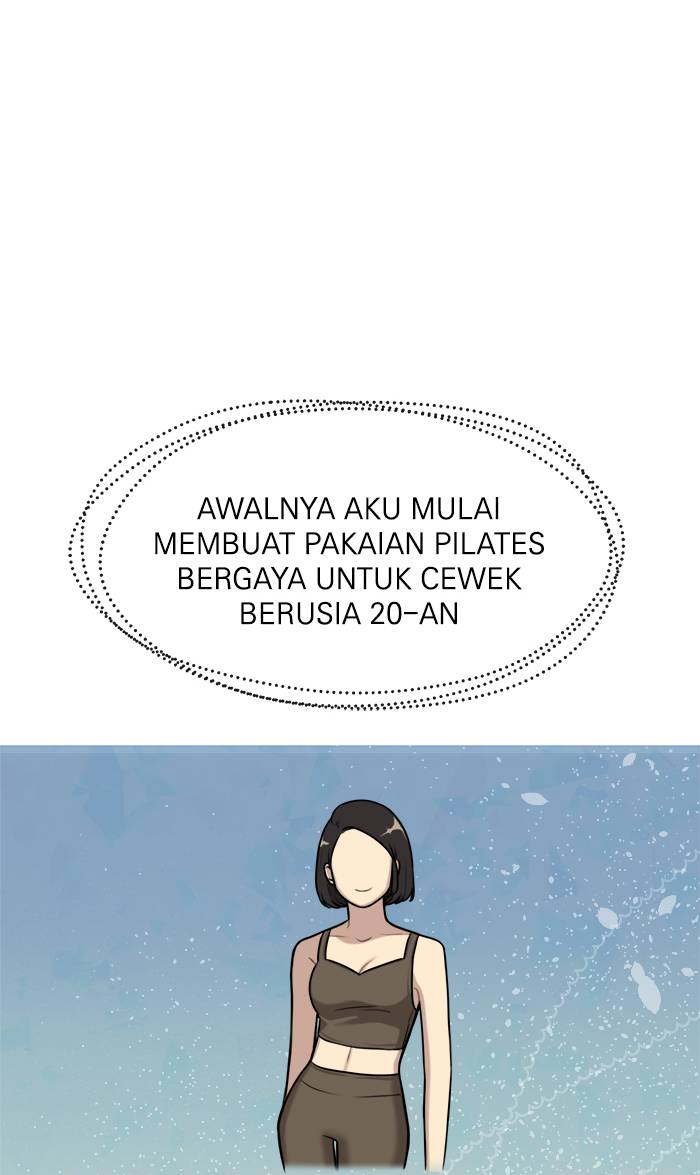 AWALNYA AKU MULAI
MEMBUAT PAKAIAN PILATES
BERGAYA UNTUK CEWEK
BERUSIA 20-AN